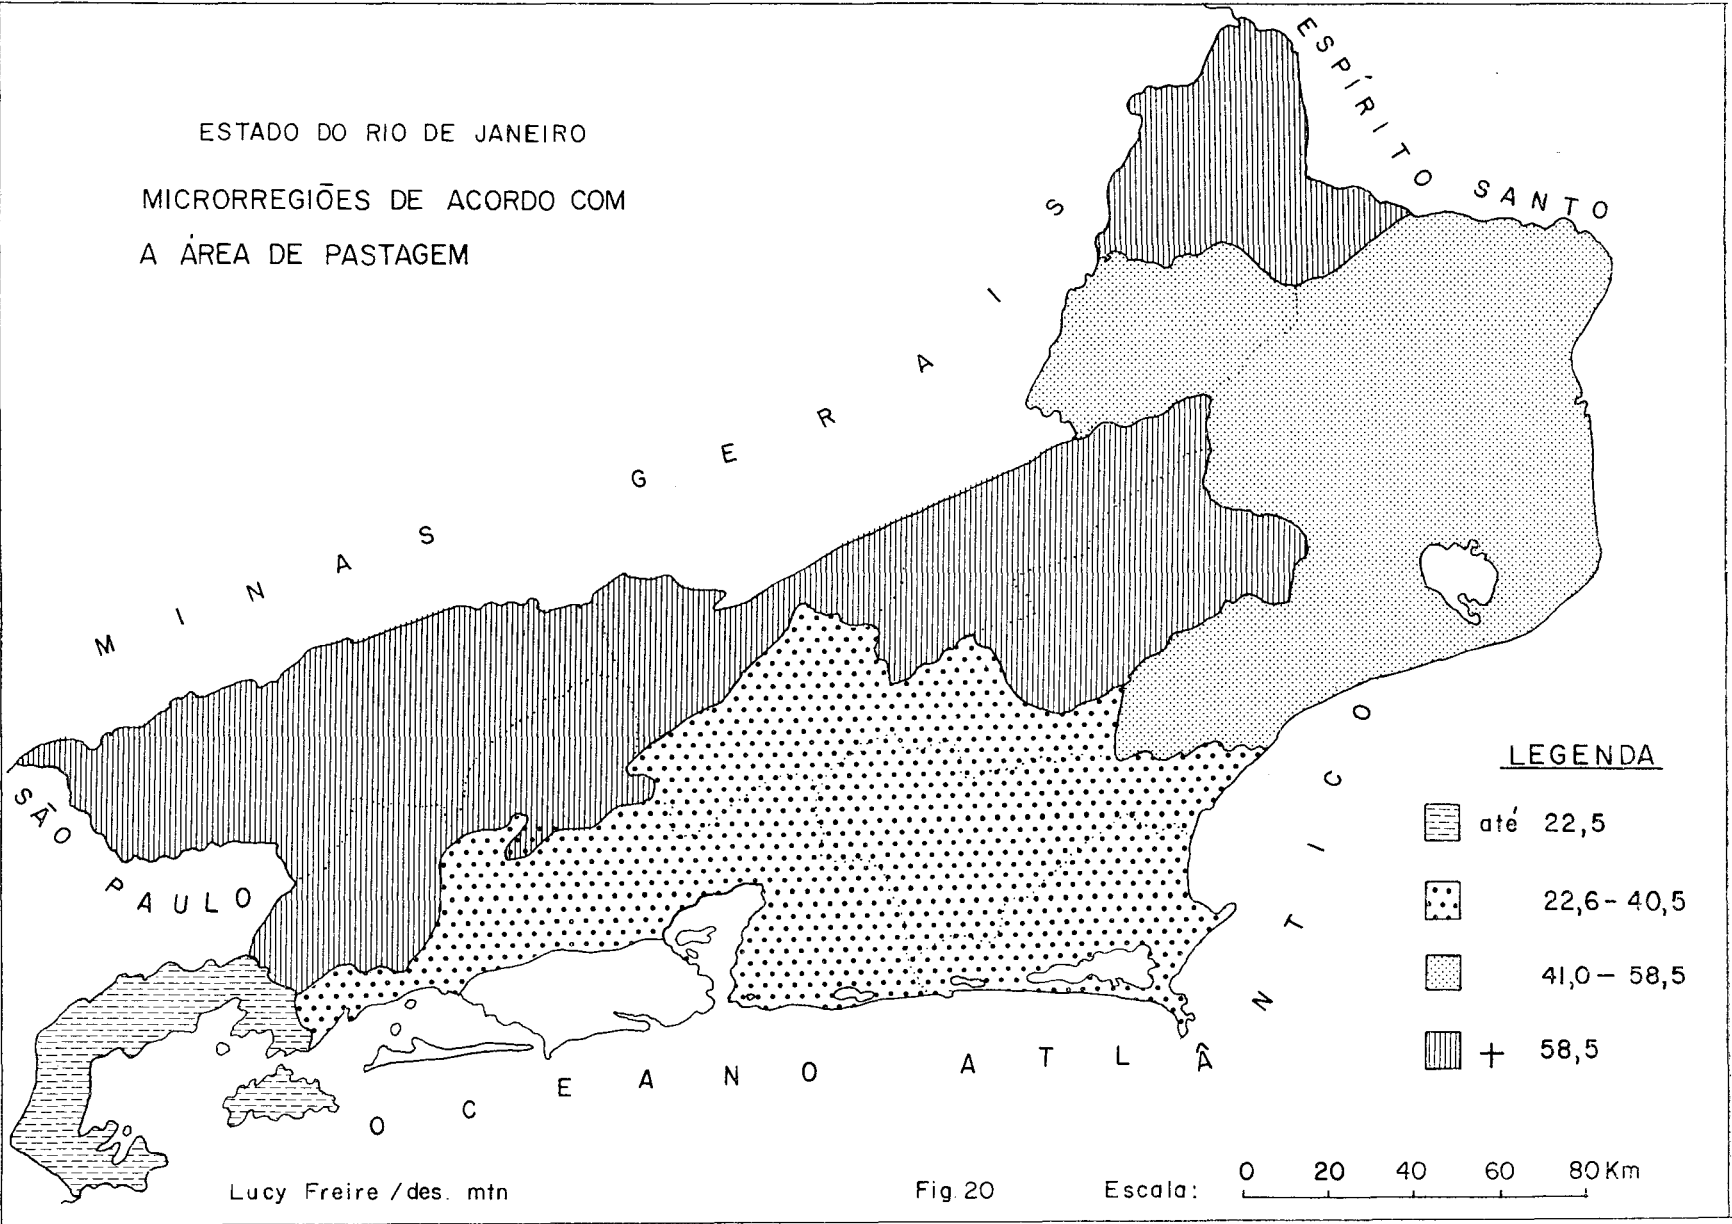 ESTADO DO RIO DE JANEIRO
MICRORREGIÕES DE ACORDO COM
A ÁREA DE PASTAGEM
ESPÍRITO SANTO
MINAS GERAIS
SÃO PAULO
OCEANO ATLÂNTICO
LEGENDA
até 22,5
22,6 - 40,5
41,0 - 58,5
+ 58,5
Lucy Freire / des. mtn
Fig. 20
Escala: 0 20 40 60 80 Km